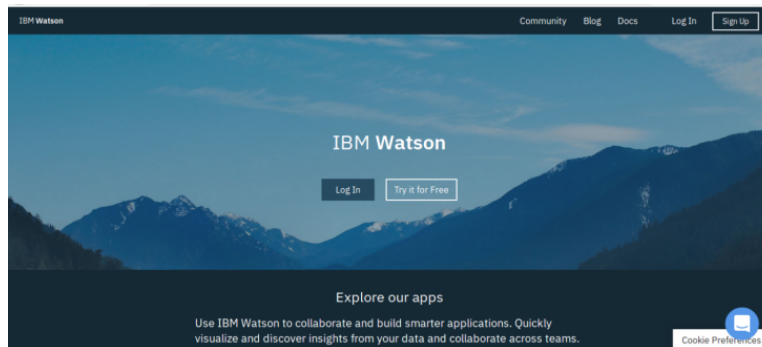 IBM Watson
Community Blog Docs Log In Sign Up
IBM Watson
Log In Try it for Free
Explore our apps
Use IBM Watson to collaborate and build smarter applications. Quickly
visualize and discover insights from your data and collaborate across teams.
Cookie Preferences